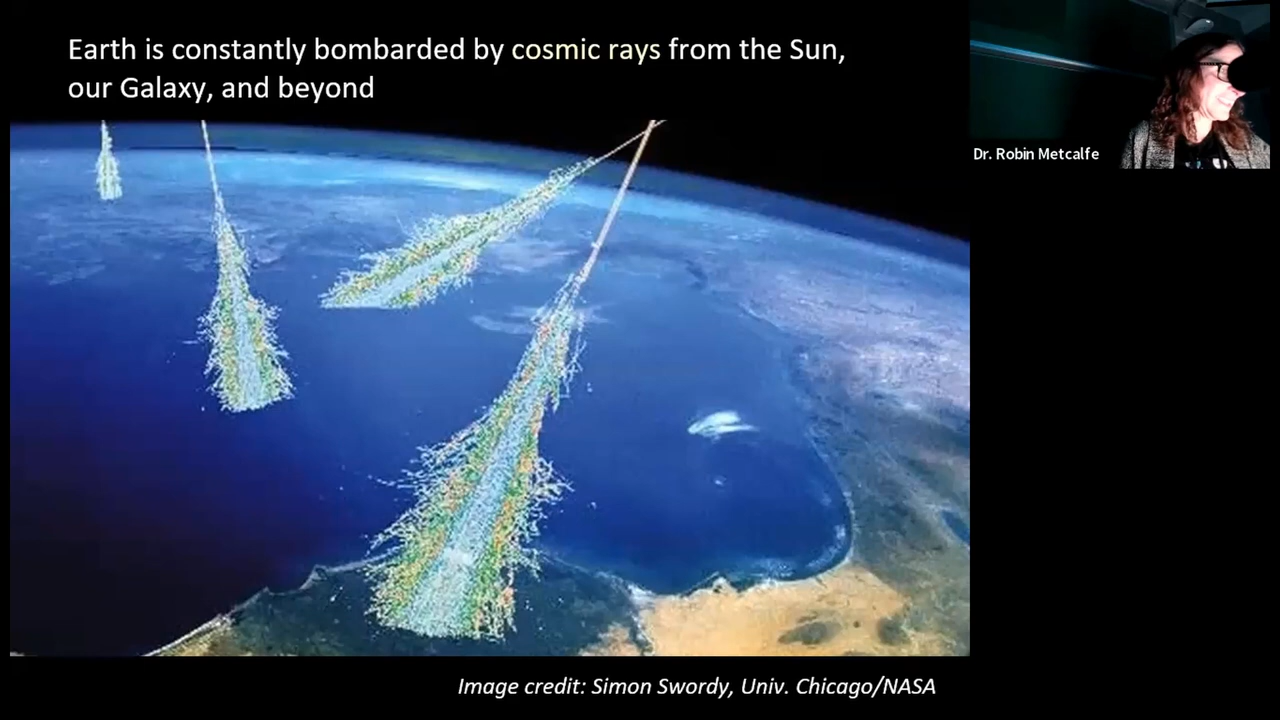 Earth is constantly bombarded by cosmic rays from the Sun,
our Galaxy, and beyond
Dr. Robin Metcalfe
Image credit: Simon Swordy, Univ. Chicago/NASA